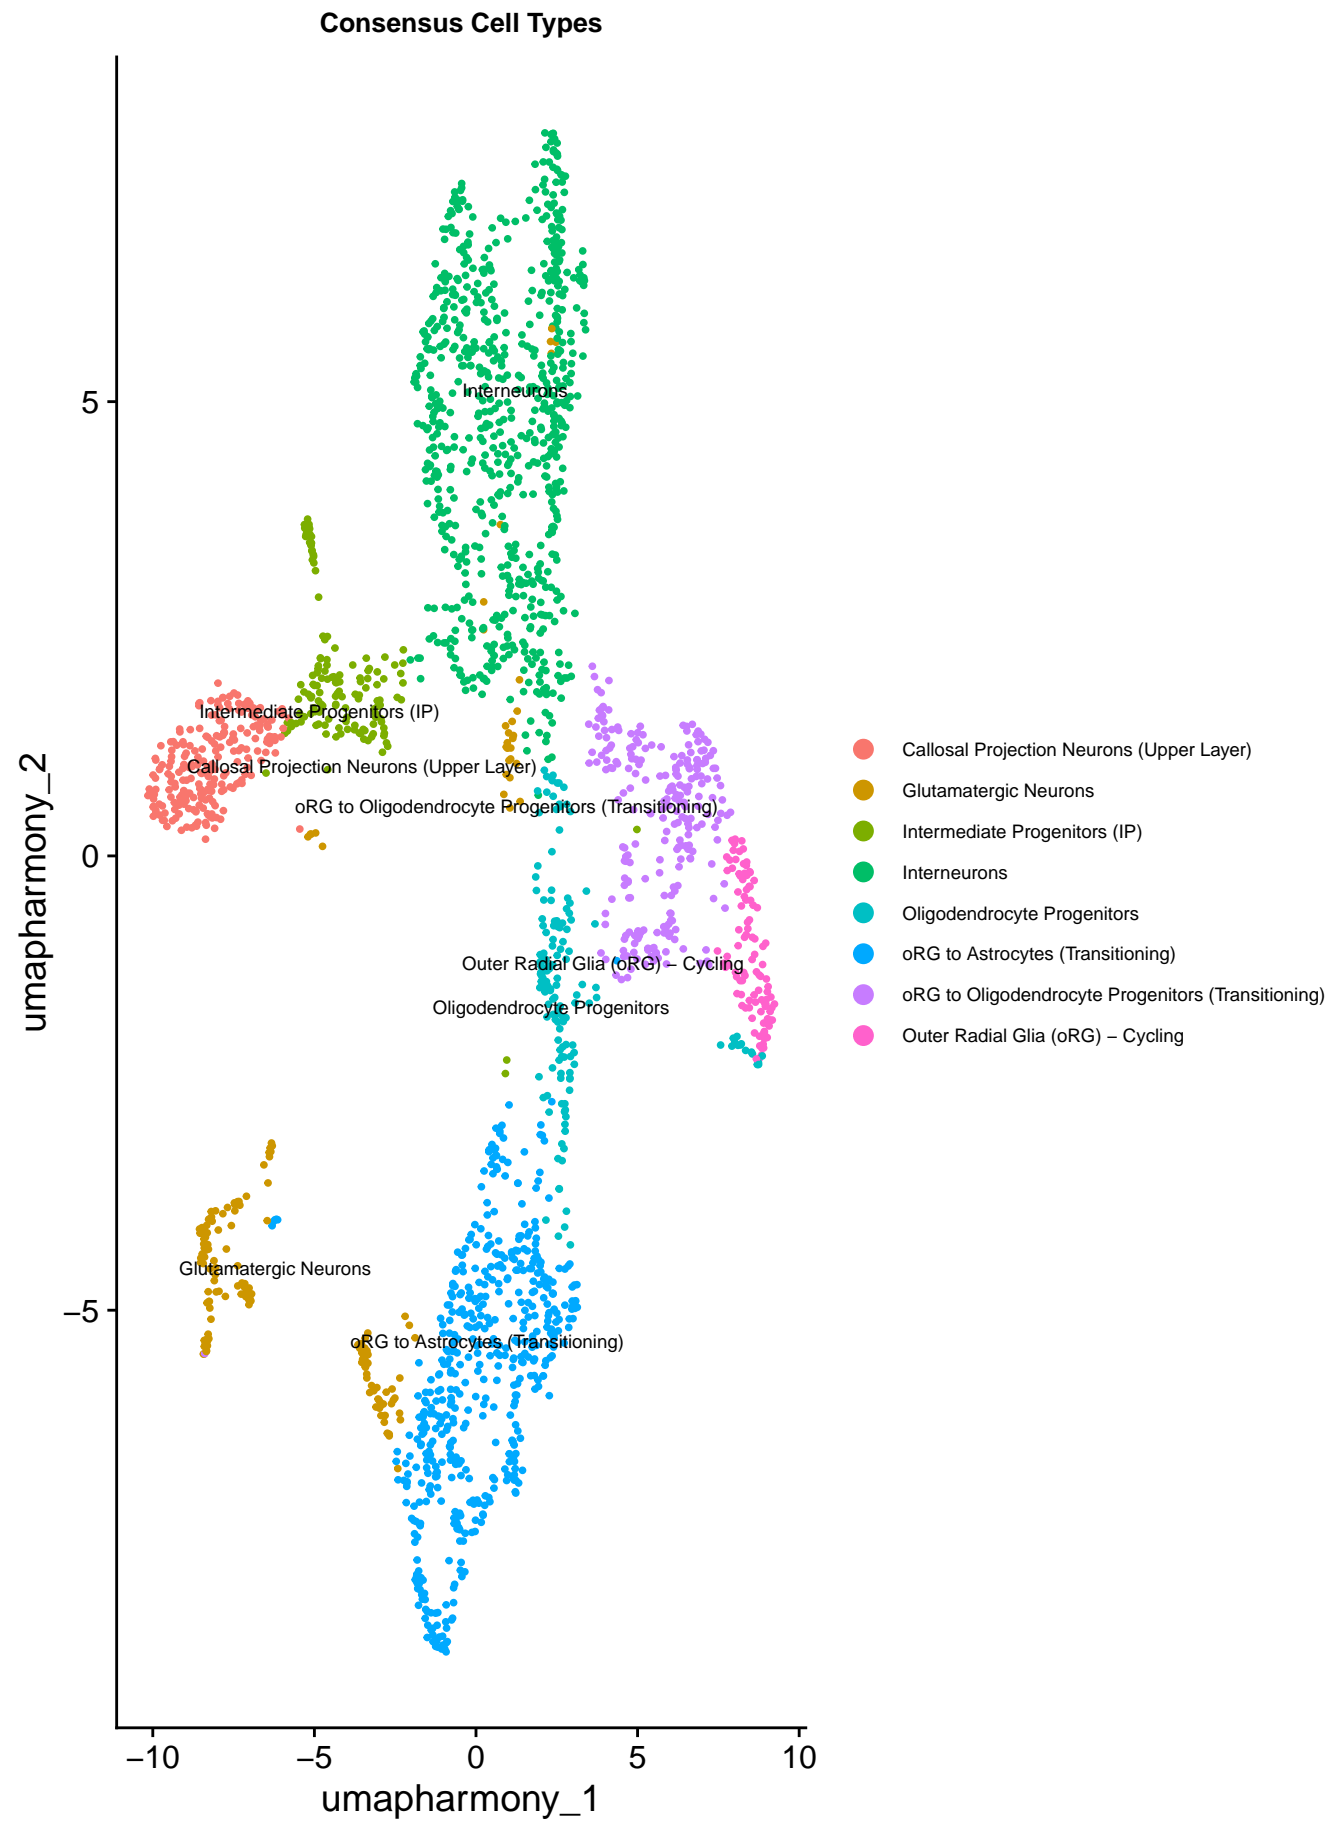 Consensus Cell Types
Interneurons
5
Intermediate Progenitors (IP)
Callosal Projection Neurons (Upper Layer)
oRG to Oligodendrocyte Progenitors (Transitioning)
0
Outer Radial Glia (oRG) – Cycling
Oligodendrocyte Progenitors
Glutamatergic Neurons
−5
oRG to Astrocytes (Transitioning)
−10 −5 0 5 10
umapharmony_1
umapharmony_2
Callosal Projection Neurons (Upper Layer)
Glutamatergic Neurons
Intermediate Progenitors (IP)
Interneurons
Oligodendrocyte Progenitors
oRG to Astrocytes (Transitioning)
oRG to Oligodendrocyte Progenitors (Transitioning)
Outer Radial Glia (oRG) – Cycling